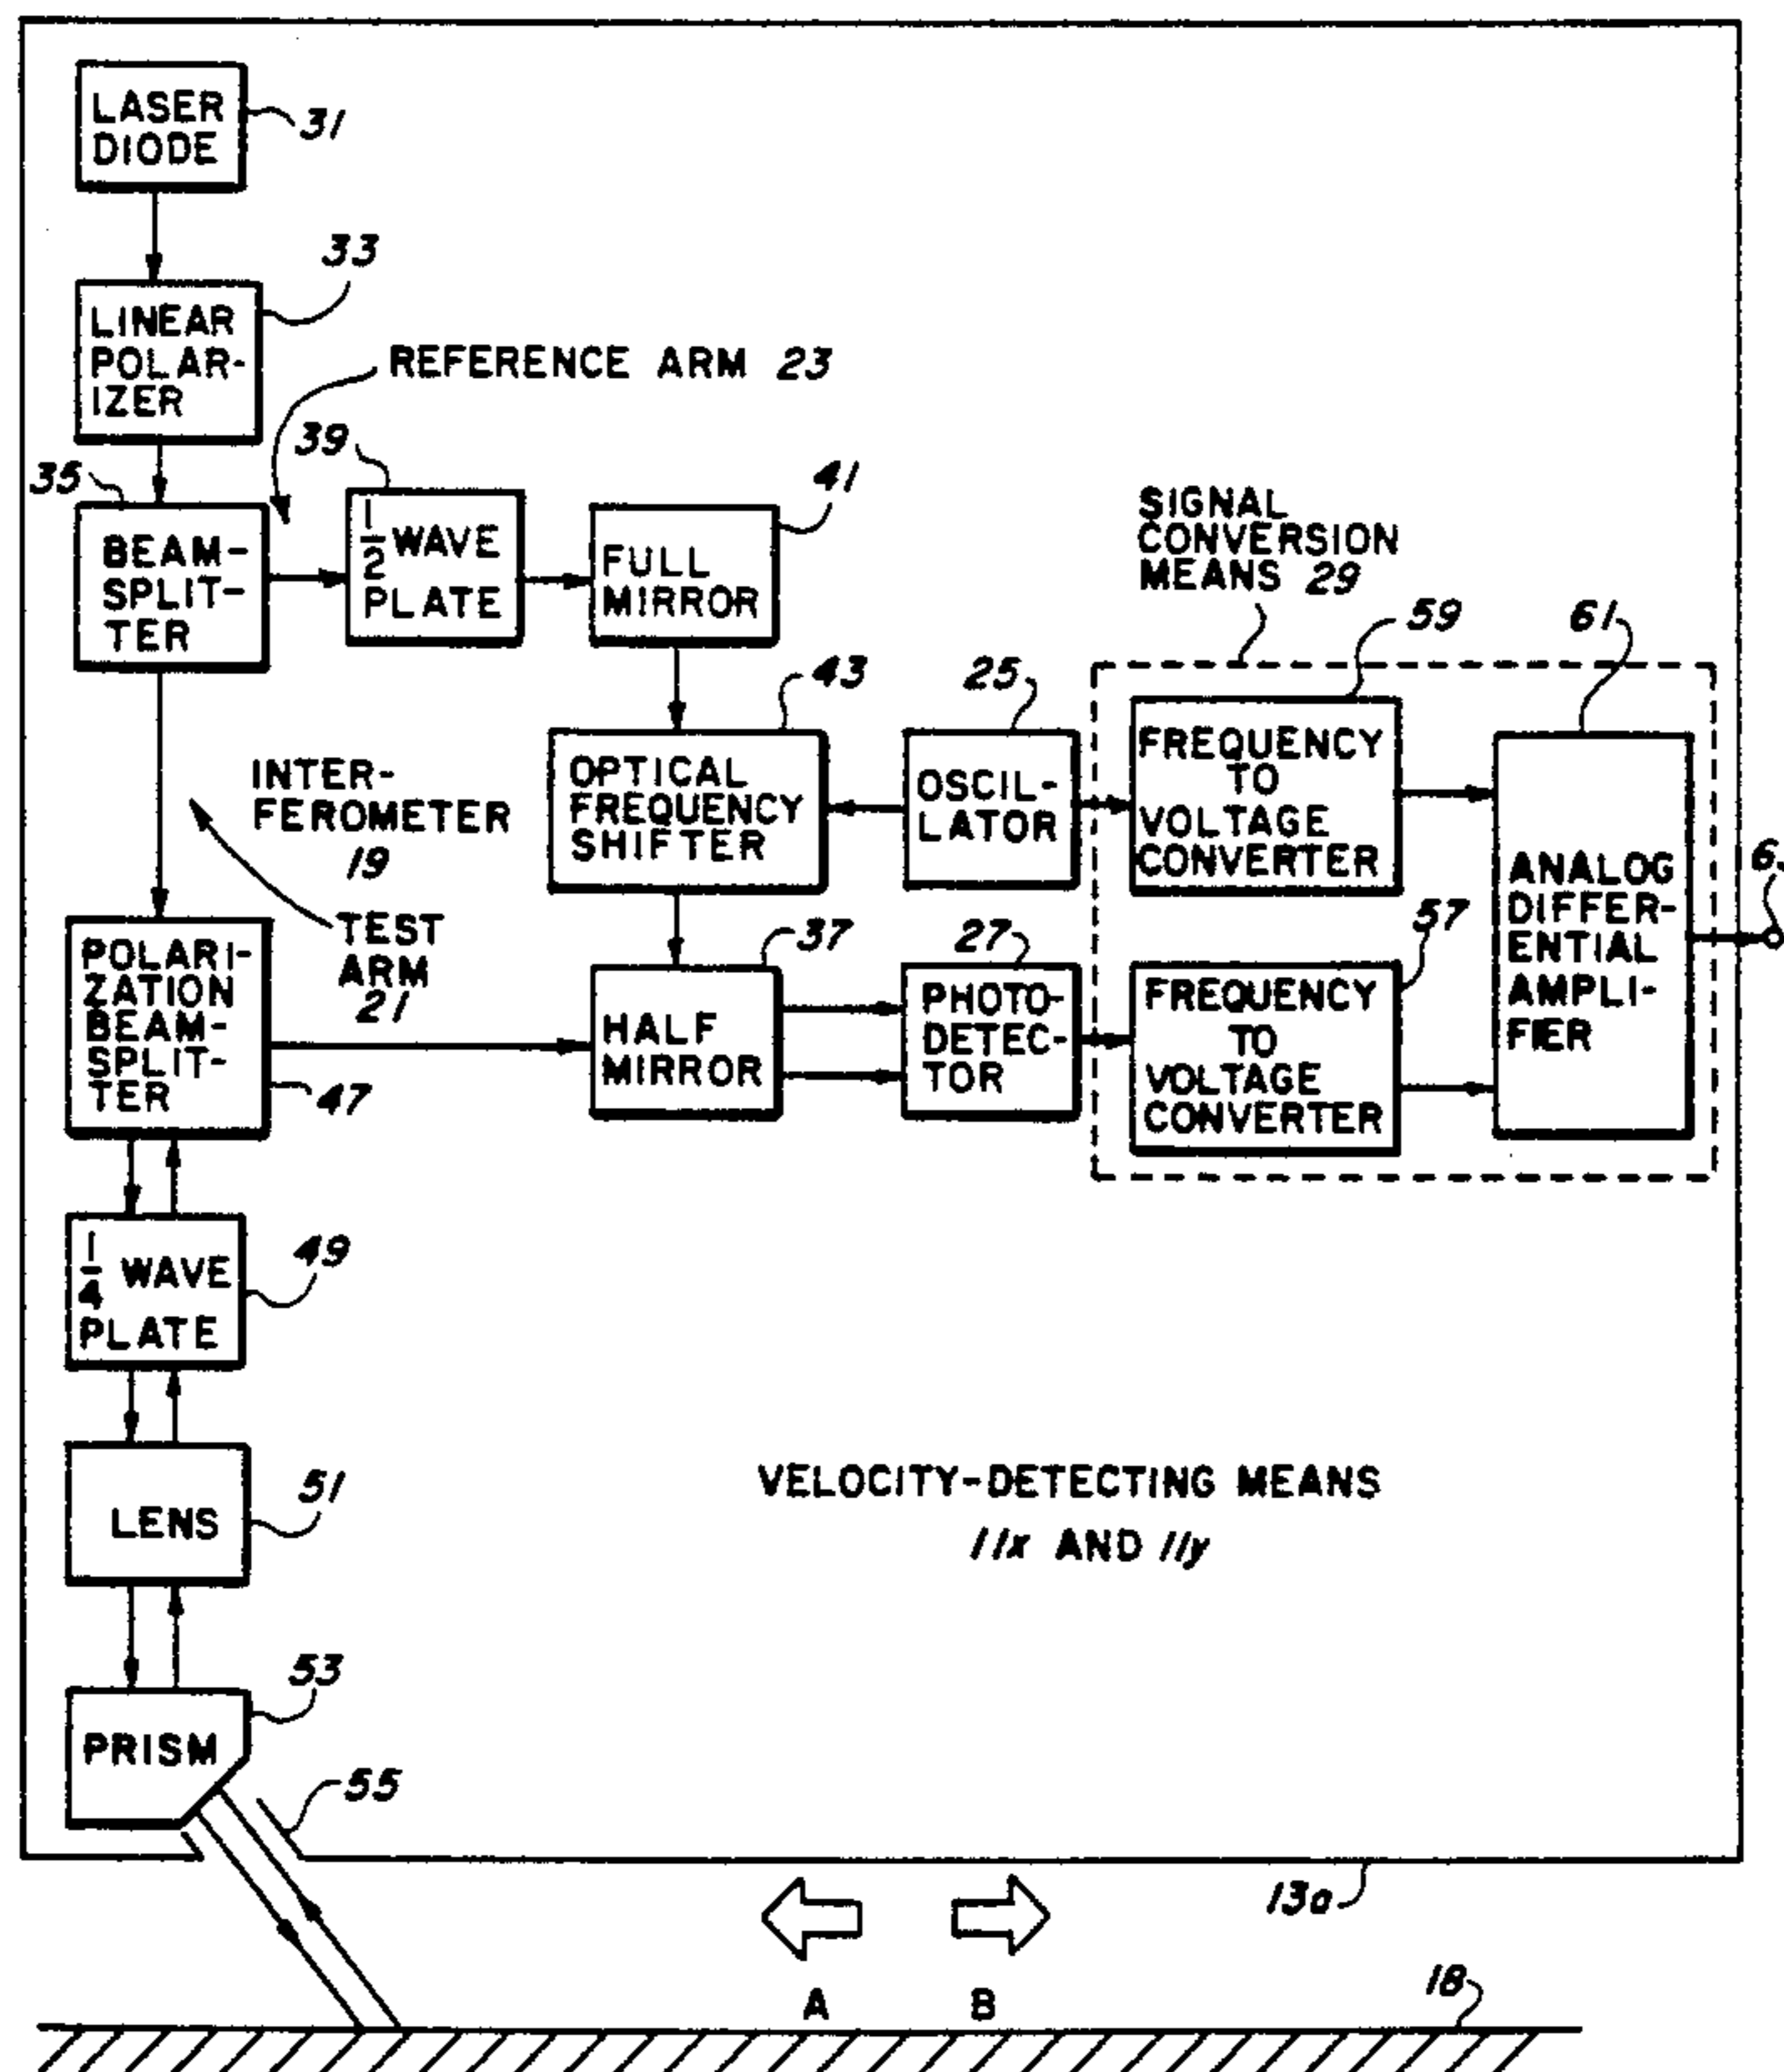 LASER
DIODE
31
33
LINEAR
POLAR-
IZER
REFERENCE ARM 23
35
39
41
BEAM-
SPLIT-
TER
1/2 WAVE
PLATE
FULL
MIRROR
SIGNAL
CONVERSION
MEANS 29
59
61
43
25
INTER-
FEROMETER
19
OPTICAL
FREQUENCY
SHIFTER
OSCIL-
LATOR
FREQUENCY
TO
VOLTAGE
CONVERTER
ANALOG
DIFFER-
ENTIAL
AMPLI-
FIER
TEST
ARM
21
37
27
57
POLARI-
ZATION
BEAM-
SPLIT-
TER
47
HALF
MIRROR
PHOTO-
DETEC-
TOR
FREQUENCY
TO
VOLTAGE
CONVERTER
1/4 WAVE
PLATE
49
LENS
51
VELOCITY-DETECTING MEANS
11x AND 11y
PRISM
53
55
13a
A B
18